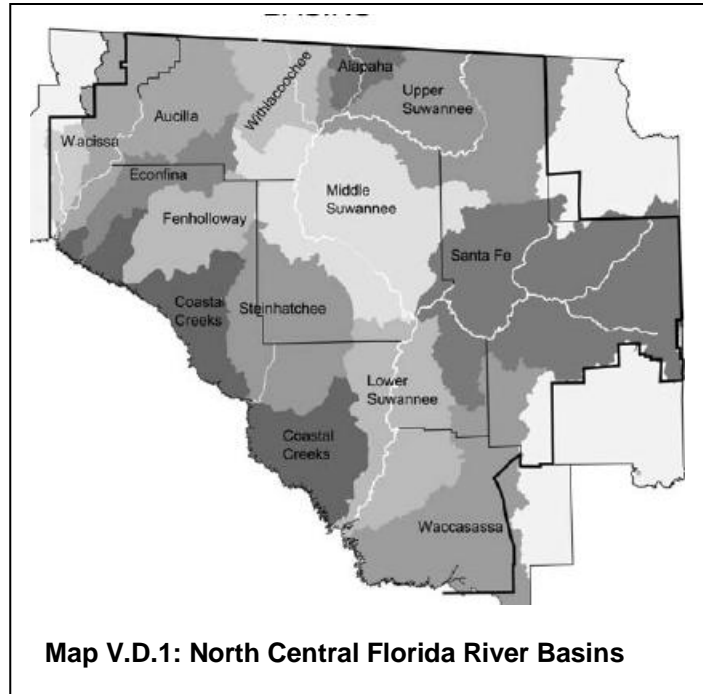 Alapaha
Withlacoochee
Upper
Suwannee
Aucilla
Wacissa
Econfina
Middle
Suwannee
Fenholloway
Santa Fe
Coastal
Creeks
Steinhatchee
Lower
Suwannee
Coastal
Creeks
Waccasassa
Map V.D.1: North Central Florida River Basins